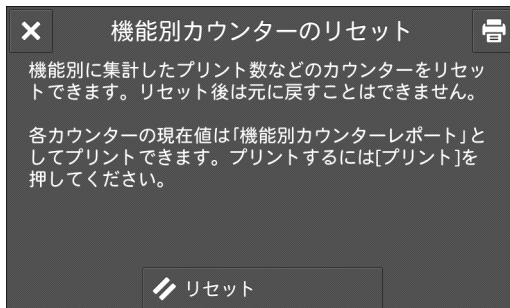 機能別カウンターのリセット
機能別に集計したプリント数などのカウンターをリセッ
トできます。リセット後は元に戻すことはできません。
各カウンターの現在値は「機能別カウンターレポート」と
してプリントできます。プリントするには[プリント]を
押してください。
リセット